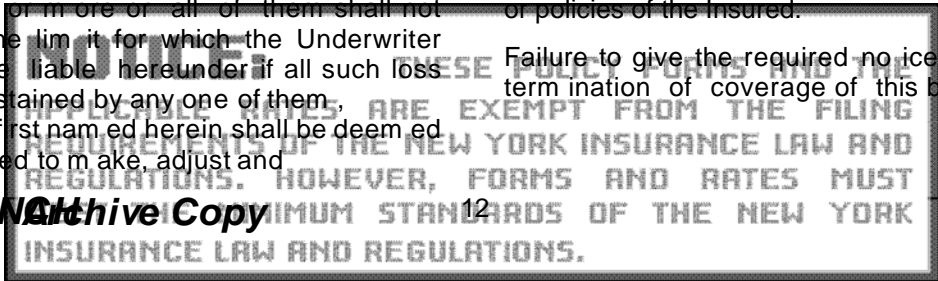 or m ore or all of them shall not
e lim it for which the Underwriter
e liable hereunder if all such loss
stained by any one of them ,
rst nam ed herein shall be deem ed
ed to m ake, adjust and
or policies of the Insured.
Failure to give the required no ice
term ination of coverage of this b
NOTICE: THESE POLICY FORMS AND THE
APPLICABLE RATES, ARE EXEMPT FROM THE FILING
REQUIREMENTS OF THE NEW YORK INSURANCE LAW AND
REGULATIONS. HOWEVER, FORMS AND RATES MUST
THE MINIMUM STANDARDS OF THE NEW YORK
INSURANCE LAW AND REGULATIONS.
Archive Copy
12